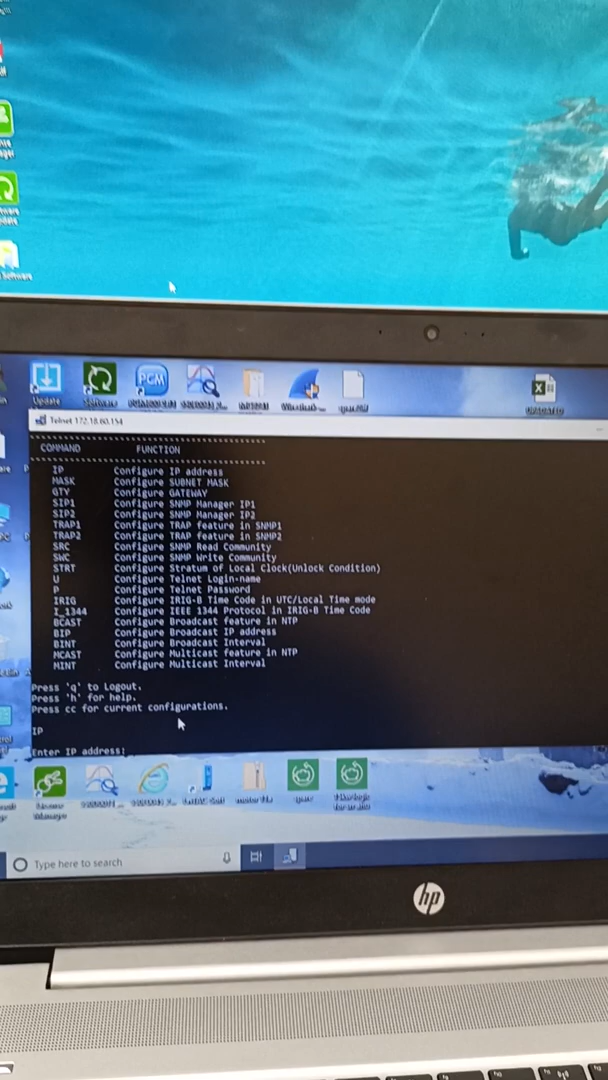 Update
PCM
UPADATED
Telnet 172.18.60.154
COMMAND FUNCTION
IP Configure IP address
MASK Configure SUBNET MASK
GTY Configure GATEWAY
SIP1 Configure SNMP Manager IP1
SIP2 Configure SNMP Manager IP2
TRAP1 Configure TRAP feature in SNMP1
TRAP2 Configure TRAP feature in SNMP2
SRC Configure SNMP Read Community
SWC Configure SNMP Write Community
STRT Configure Stratum of Local Clock(Unlock Condition)
U Configure Telnet Login-name
P Configure Telnet Password
IRIG Configure IRIG-B Time Code in UTC/Local Time mode
I_1344 Configure IEEE 1344 Protocol in IRIG-B Time Code
BCAST Configure Broadcast feature in NTP
BIP Configure Broadcast IP address
BINT Configure Broadcast Interval
MCAST Configure Multicast feature in NTP
MINT Configure Multicast Interval
Press 'q' to Logout.
Press 'h' for help.
Press cc for current configurations.
IP
Enter IP address:
Type here to search
hp